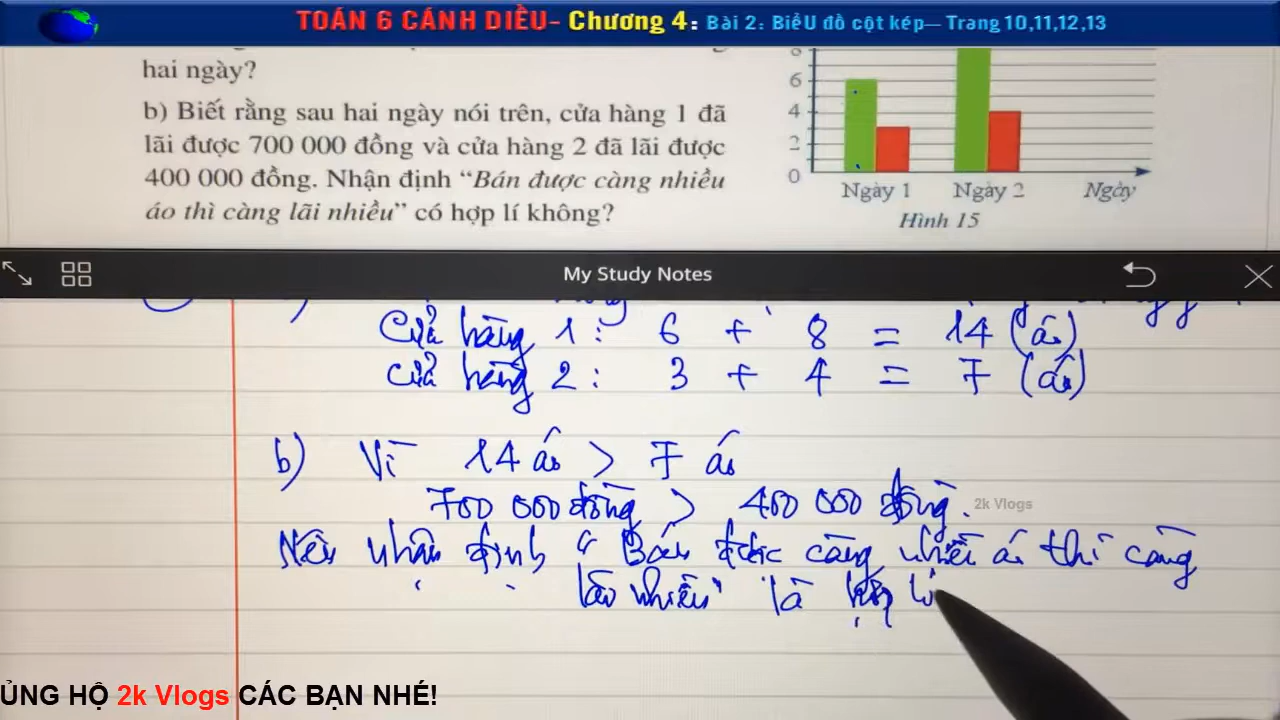 TOÁN 6 CÁNH DIỀU- Chương 4: Bài 2: BiểU đồ cột kép— Trang 10,11,12,13
hai ngày?
b) Biết rằng sau hai ngày nói trên, cửa hàng 1 đã
lãi được 700 000 đồng và cửa hàng 2 đã lãi được
400 000 đồng. Nhận định “Bán được càng nhiều
áo thì càng lãi nhiều” có hợp lí không?
8
6
4
2
0
Ngày 1 Ngày 2 Ngày
Hình 15
My Study Notes
Cửa hàng 1 : 6 + 8 = 14 (áo)
Cửa hàng 2 : 3 + 4 = 7 (áo)
b) Vì 14 áo > 7 áo
700 000 đồng > 400 000 đồng.
2k Vlogs
Nên nhận định " Bán được càng nhiều áo thì càng
lão nhiều" là hợp lí
ỦNG HỘ 2k Vlogs CÁC BẠN NHÉ!